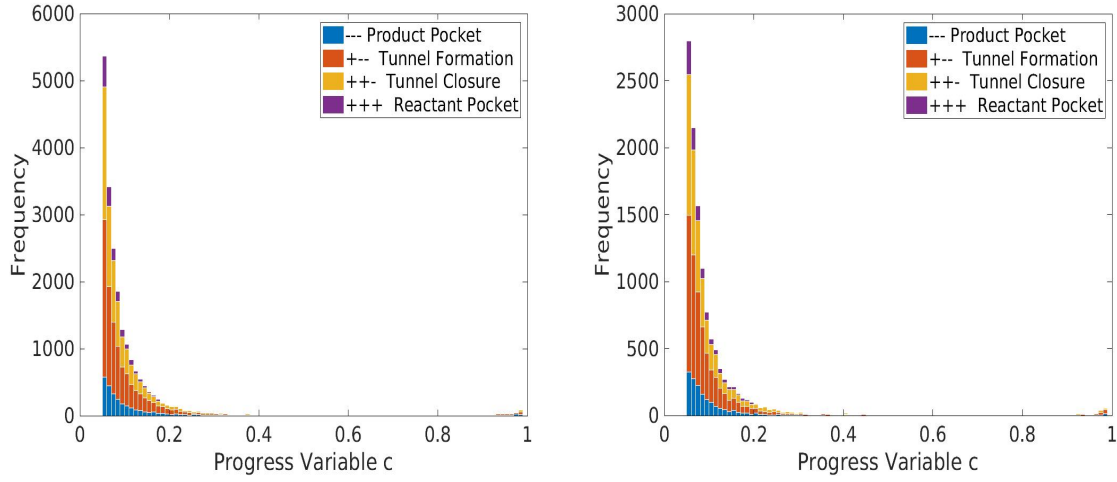 6000
5000
4000
3000
2000
1000
0
Frequency
0 0.2 0.4 0.6 0.8 1
Progress Variable c
--- Product Pocket
+-- Tunnel Formation
++- Tunnel Closure
+++ Reactant Pocket
3000
2500
2000
1500
1000
500
0
Frequency
0 0.2 0.4 0.6 0.8 1
Progress Variable c
--- Product Pocket
+-- Tunnel Formation
++- Tunnel Closure
+++ Reactant Pocket